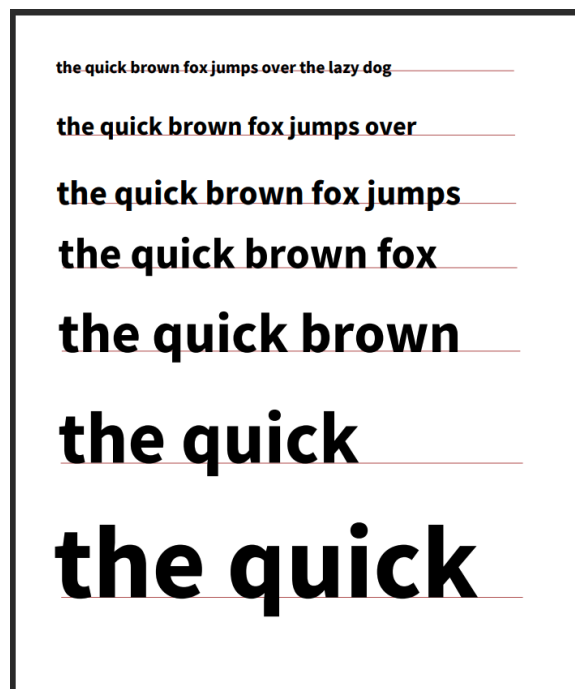 the quick brown fox jumps over the lazy dog
the quick brown fox jumps over
the quick brown fox jumps
the quick brown fox
the quick brown
the quick
the quick